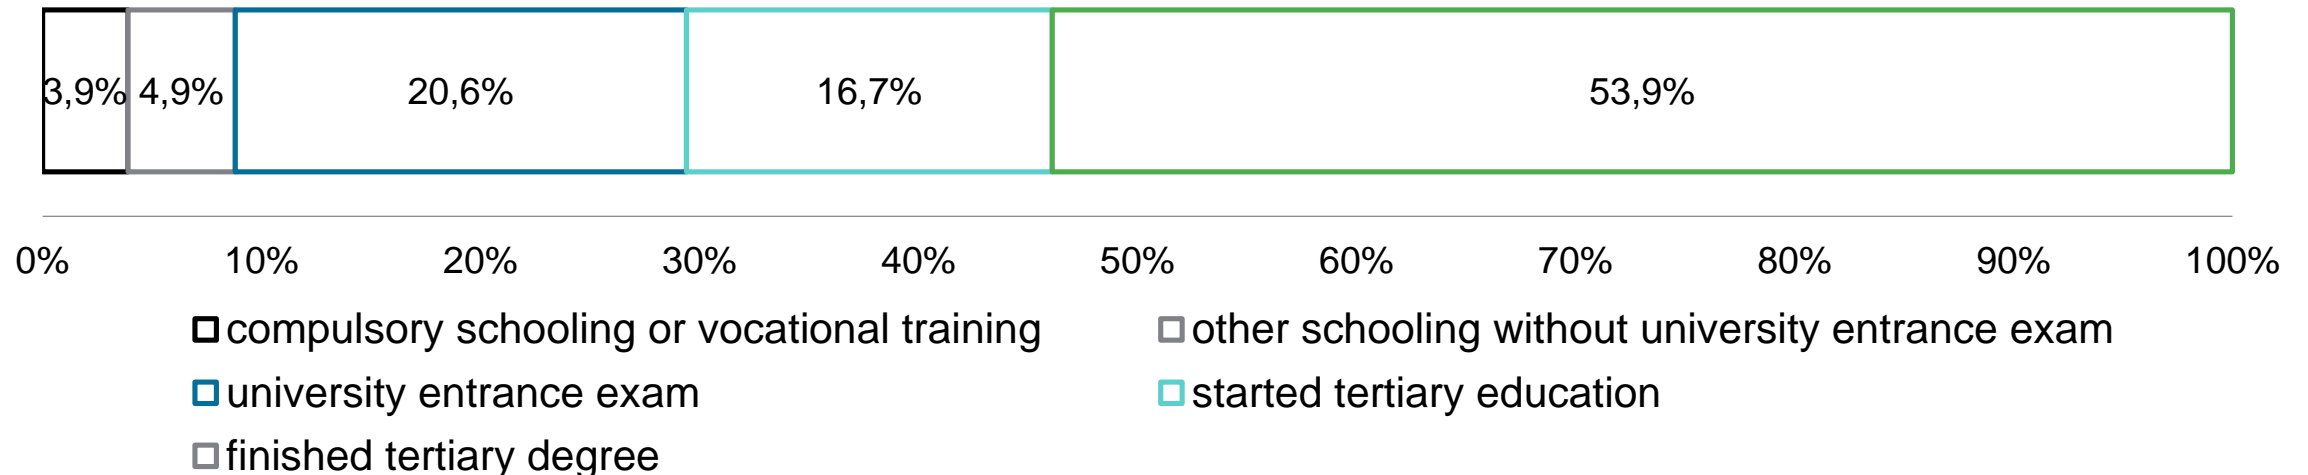 3,9% 4,9% 20,6% 16,7% 53,9%
0% 10% 20% 30% 40% 50% 60% 70% 80% 90% 100%
compulsory schooling or vocational training other schooling without university entrance exam
university entrance exam started tertiary education
finished tertiary degree